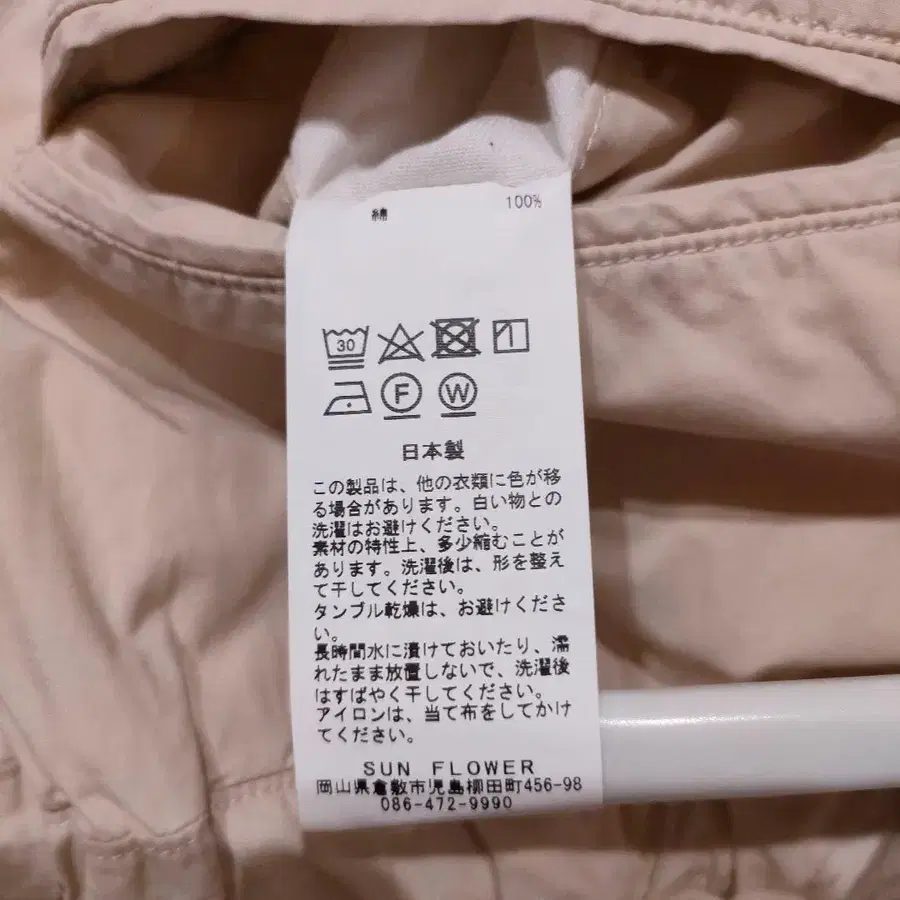 綿 100%
30
F W
日本製
この製品は、他の衣類に色が移
る場合があります。白い物との
洗濯はお避けください。
素材の特性上、多少縮むことが
あります。洗濯後は、形を整え
て干してください。
タンブル乾燥は、お避けくださ
い。
長時間水に漬けておいたり、濡
れたまま放置しないで、洗濯後
はすばやく干してください。
アイロンは、当て布をしてかけ
てください。
SUN FLOWER
岡山県倉敷市児島柳田町456-98
086-472-9990